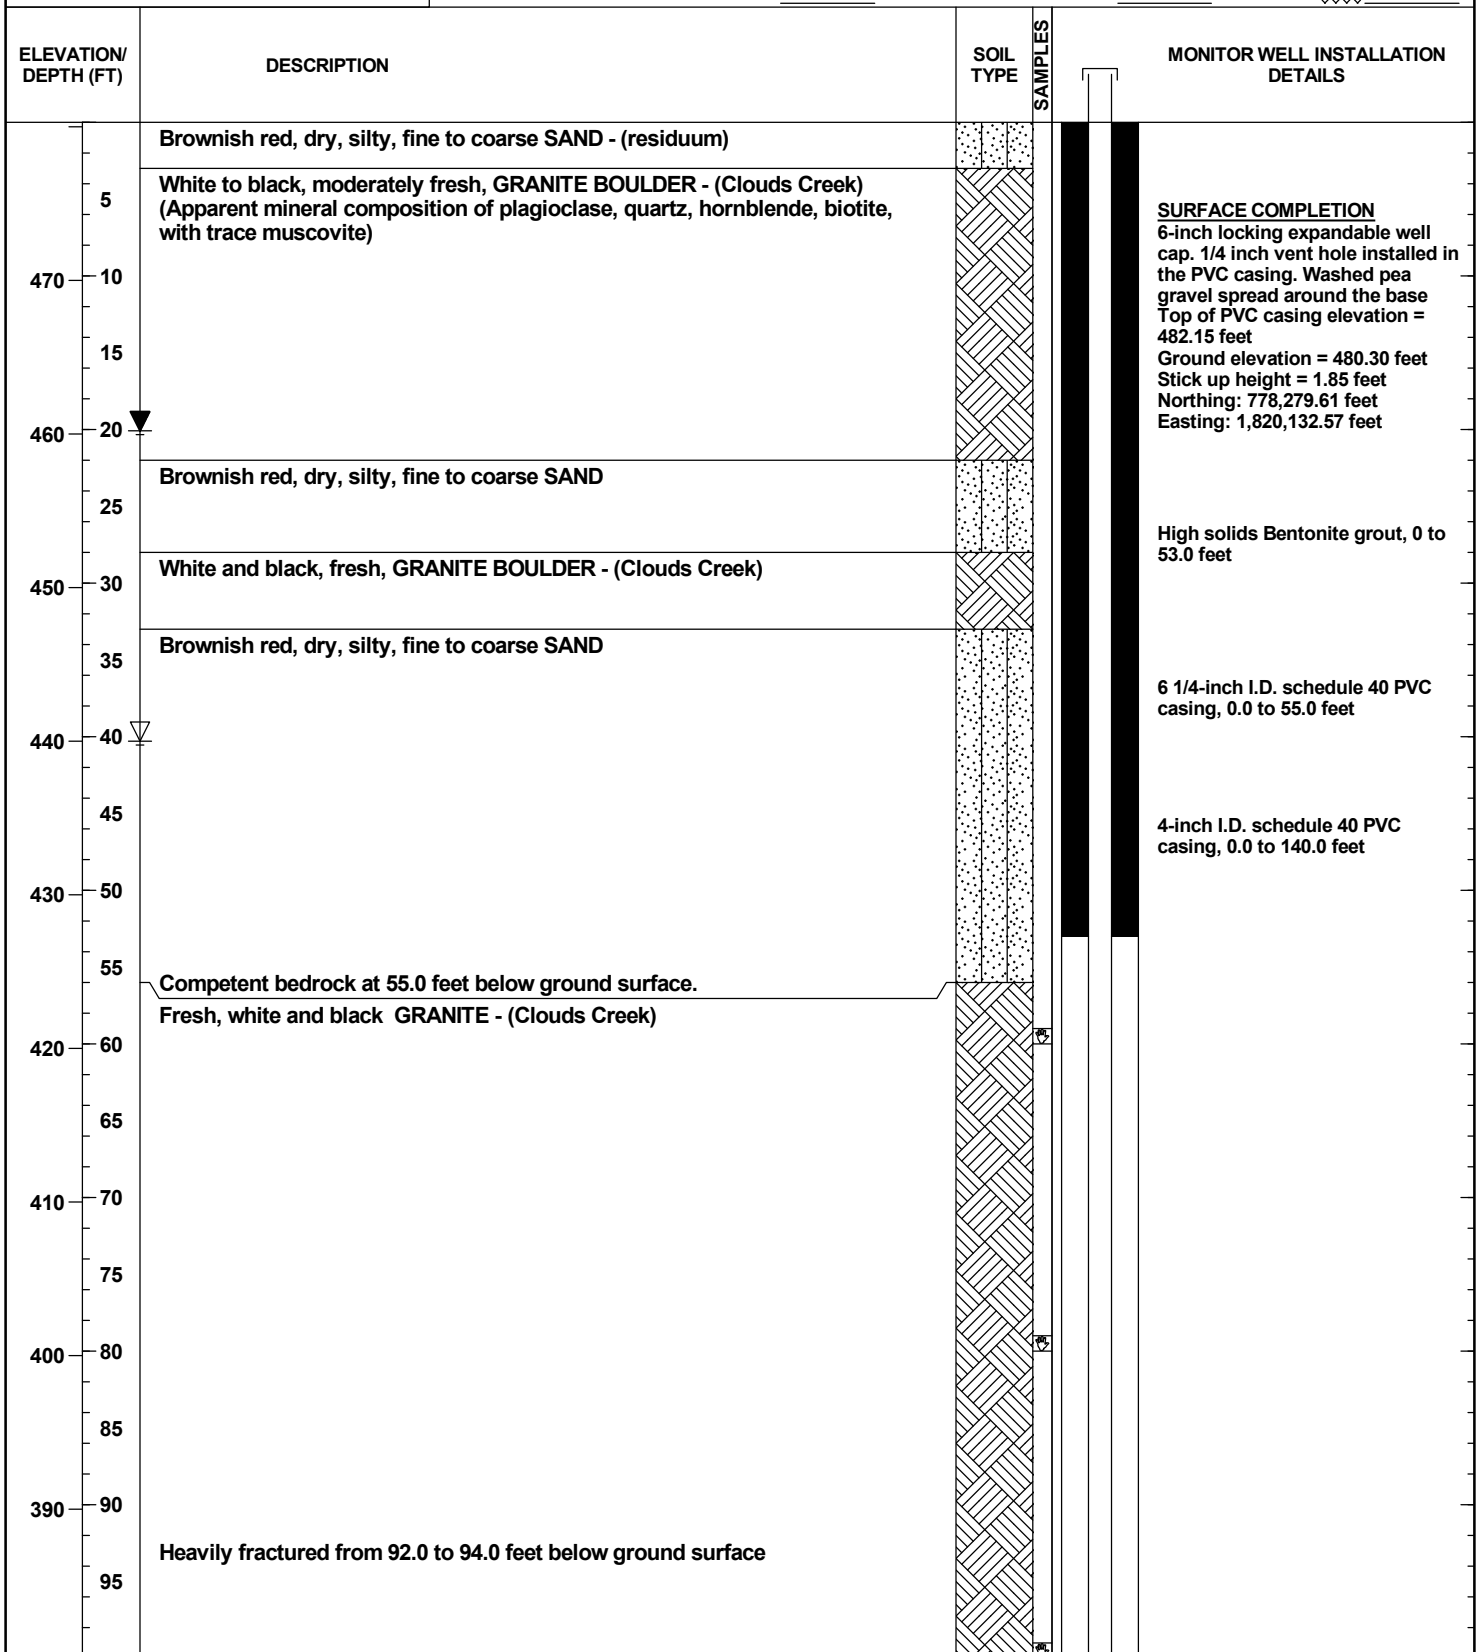 ELEVATION/
DEPTH (FT)
DESCRIPTION
SOIL
TYPE
SAMPLES
MONITOR WELL INSTALLATION
DETAILS
Brownish red, dry, silty, fine to coarse SAND - (residuum)
White to black, moderately fresh, GRANITE BOULDER - (Clouds Creek)
(Apparent mineral composition of plagioclase, quartz, hornblende, biotite,
with trace muscovite)
5
470
10
15
460
20
SURFACE COMPLETION
6-inch locking expandable well
cap. 1/4 inch vent hole installed in
the PVC casing. Washed pea
gravel spread around the base
Top of PVC casing elevation =
482.15 feet
Ground elevation = 480.30 feet
Stick up height = 1.85 feet
Northing: 778,279.61 feet
Easting: 1,820,132.57 feet
Brownish red, dry, silty, fine to coarse SAND
25
High solids Bentonite grout, 0 to
53.0 feet
White and black, fresh, GRANITE BOULDER - (Clouds Creek)
450
30
Brownish red, dry, silty, fine to coarse SAND
35
6 1/4-inch I.D. schedule 40 PVC
casing, 0.0 to 55.0 feet
440
40
45
4-inch I.D. schedule 40 PVC
casing, 0.0 to 140.0 feet
430
50
55
Competent bedrock at 55.0 feet below ground surface.
Fresh, white and black GRANITE - (Clouds Creek)
420
60
65
410
70
75
400
80
85
390
90
Heavily fractured from 92.0 to 94.0 feet below ground surface
95